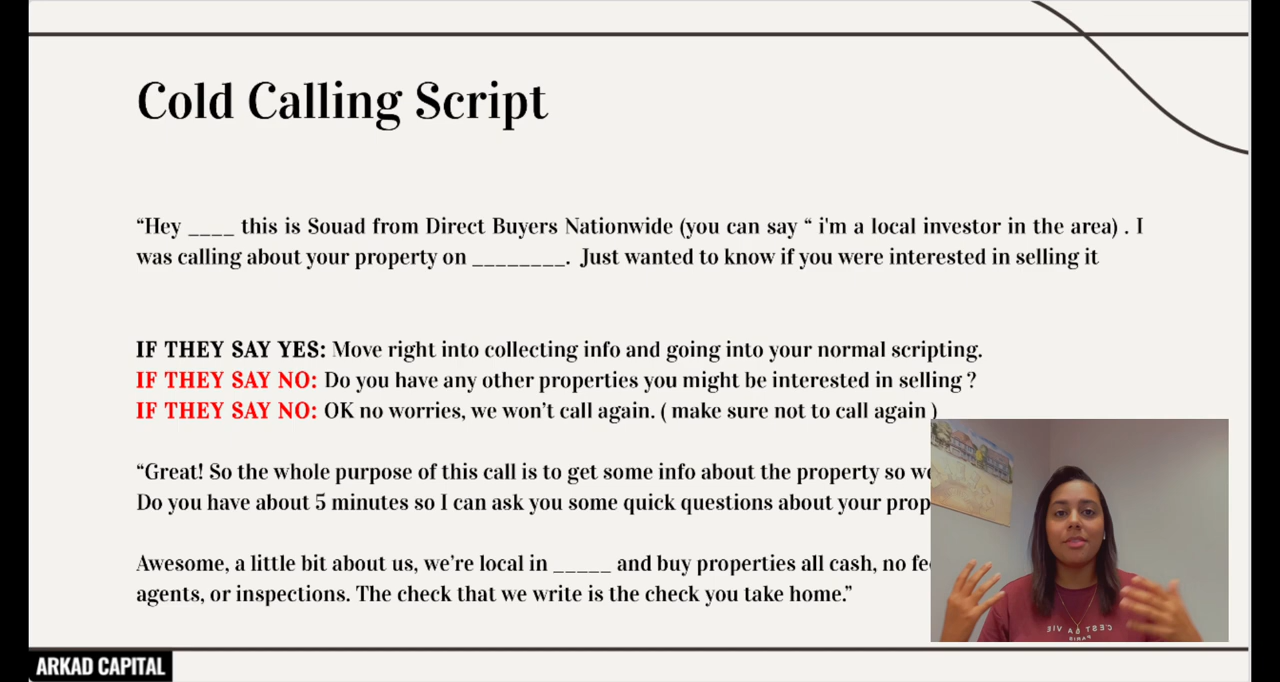 Cold Calling Script
“Hey ____ this is Souad from Direct Buyers Nationwide (you can say “ i'm a local investor in the area) . I
was calling about your property on ________. Just wanted to know if you were interested in selling it
IF THEY SAY YES: Move right into collecting info and going into your normal scripting.
IF THEY SAY NO: Do you have any other properties you might be interested in selling ?
IF THEY SAY NO: OK no worries, we won’t call again. ( make sure not to call again )
“Great! So the whole purpose of this call is to get some info about the property so
Do you have about 5 minutes so I can ask you some quick questions about your
Awesome, a little bit about us, we’re local in _____ and buy properties all cash, no
agents, or inspections. The check that we write is the check you take home.”
C'EST LA VIE
PARIS
ARKAD CAPITAL